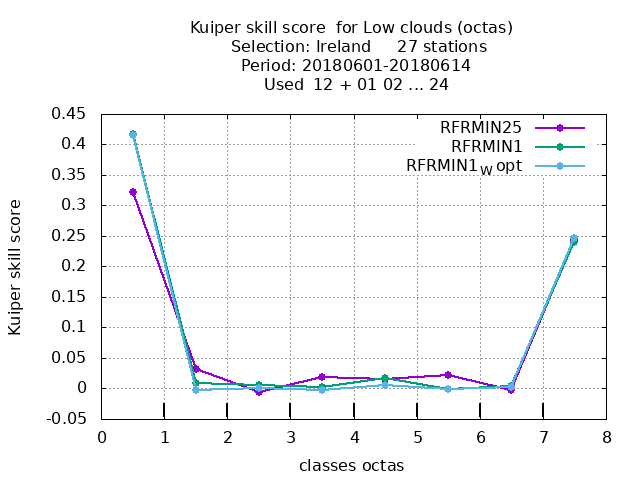 Kuiper skill score  for Low clouds (octas)
Selection: Ireland     27 stations
Period: 20180601-20180614
Used  12 + 01 02 ... 24
RFRMIN25
RFRMIN1
RFRMIN1_W opt
0.45
0.4
0.35
0.3
0.25
0.2
0.15
0.1
0.05
0
-0.05
Kuiper skill score
0 1 2 3 4 5 6 7 8
classes octas